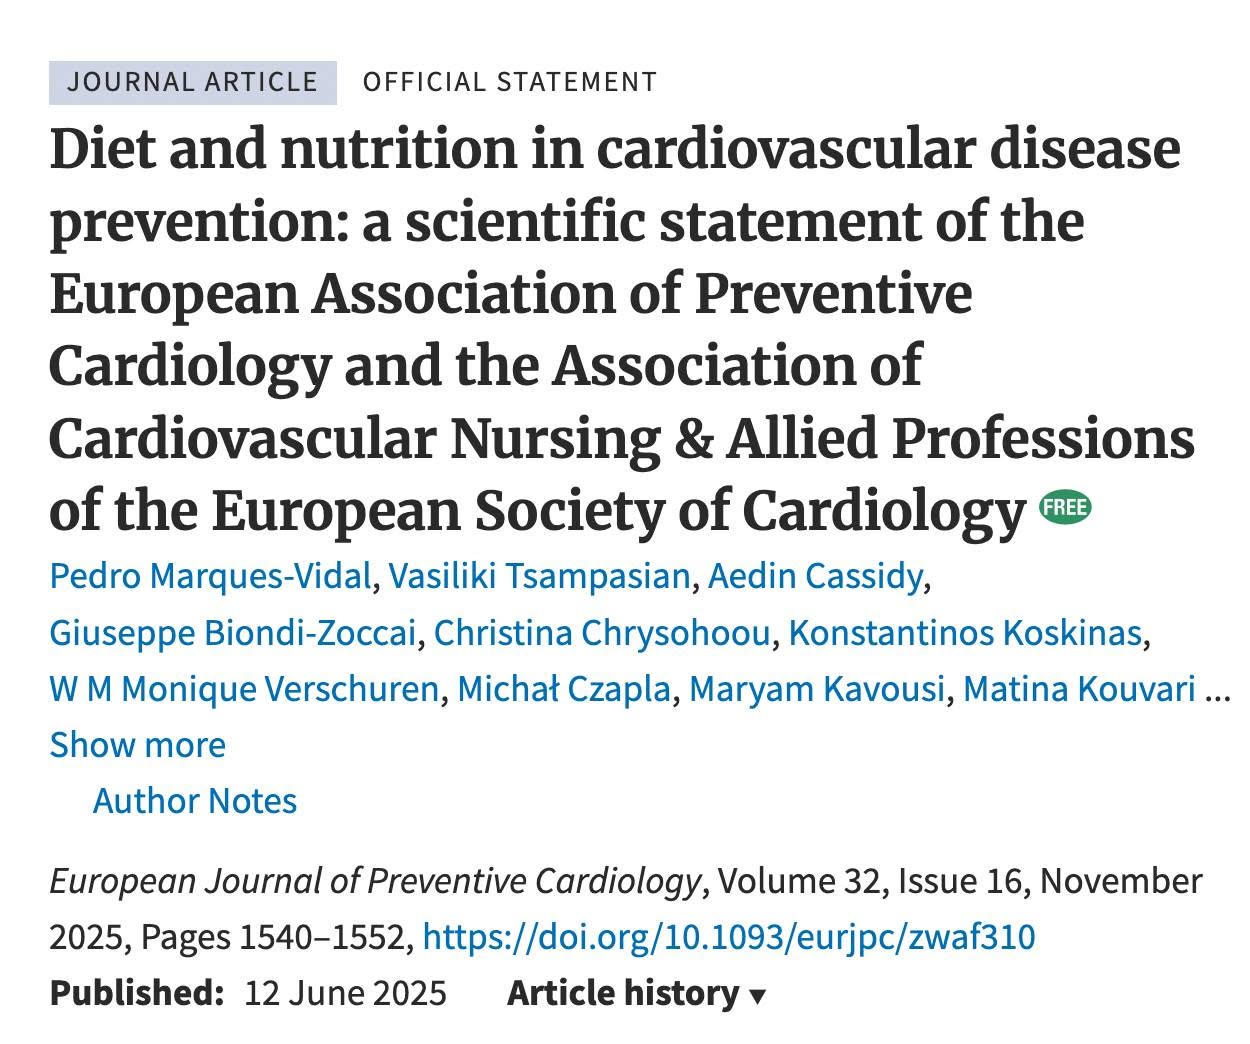 JOURNAL ARTICLE OFFICIAL STATEMENT
Diet and nutrition in cardiovascular disease
prevention: a scientific statement of the
European Association of Preventive
Cardiology and the Association of
Cardiovascular Nursing & Allied Professions
of the European Society of Cardiology FREE
Pedro Marques-Vidal, Vasiliki Tsampasian, Aedin Cassidy,
Giuseppe Biondi-Zoccai, Christina Chrysohoou, Konstantinos Koskinas,
W M Monique Verschuren, Michał Czapla, Maryam Kavousi, Matina Kouvari ...
Show more
Author Notes
European Journal of Preventive Cardiology, Volume 32, Issue 16, November
2025, Pages 1540–1552, https://doi.org/10.1093/eurjpc/zwaf310
Published: 12 June 2025 Article history ▾